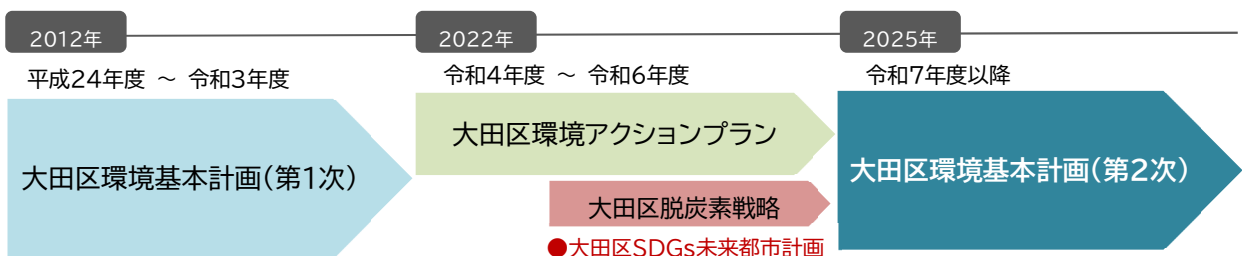 2012年
2022年
2025年
平成24年度 ～ 令和3年度
令和4年度 ～ 令和6年度
令和7年度以降
大田区環境基本計画(第1次)
大田区環境アクションプラン
大田区脱炭素戦略
●大田区SDGs未来都市計画
大田区環境基本計画(第2次)